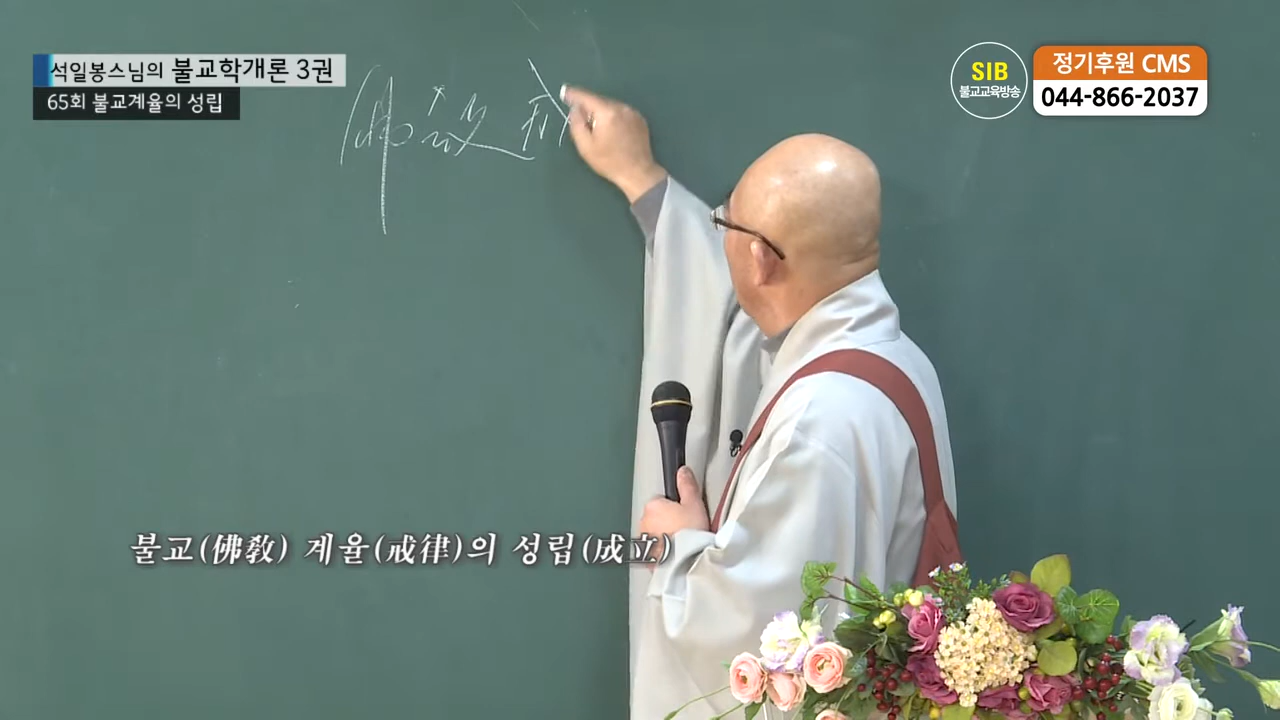 석일봉스님의 불교학개론 3권
65회 불교계율의 성립
SIB
불교교육방송
정기후원 CMS
044-866-2037
佛敎 戒
불교(佛敎) 계율(戒律)의 성립(成立)